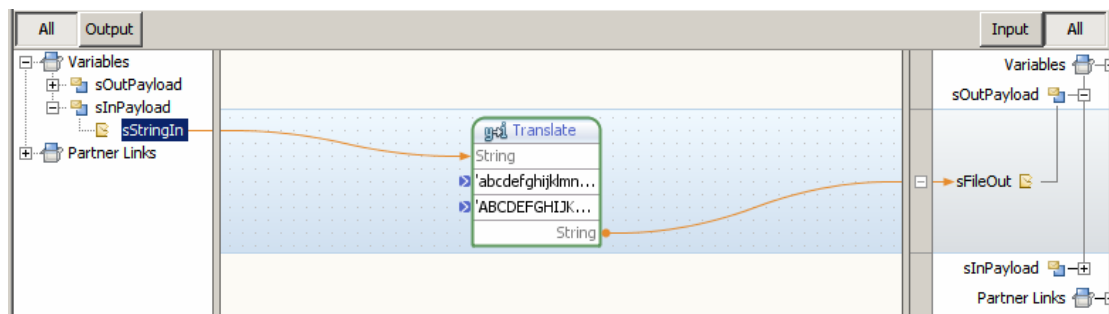 All Output Input All
Variables
sOutPayload
sInPayload
sStringIn
Partner Links
Translate
String
'abcdefghijklmn...
'ABCDEFGHIJK...
String
Variables
sOutPayload
sFileOut
sInPayload
Partner Links